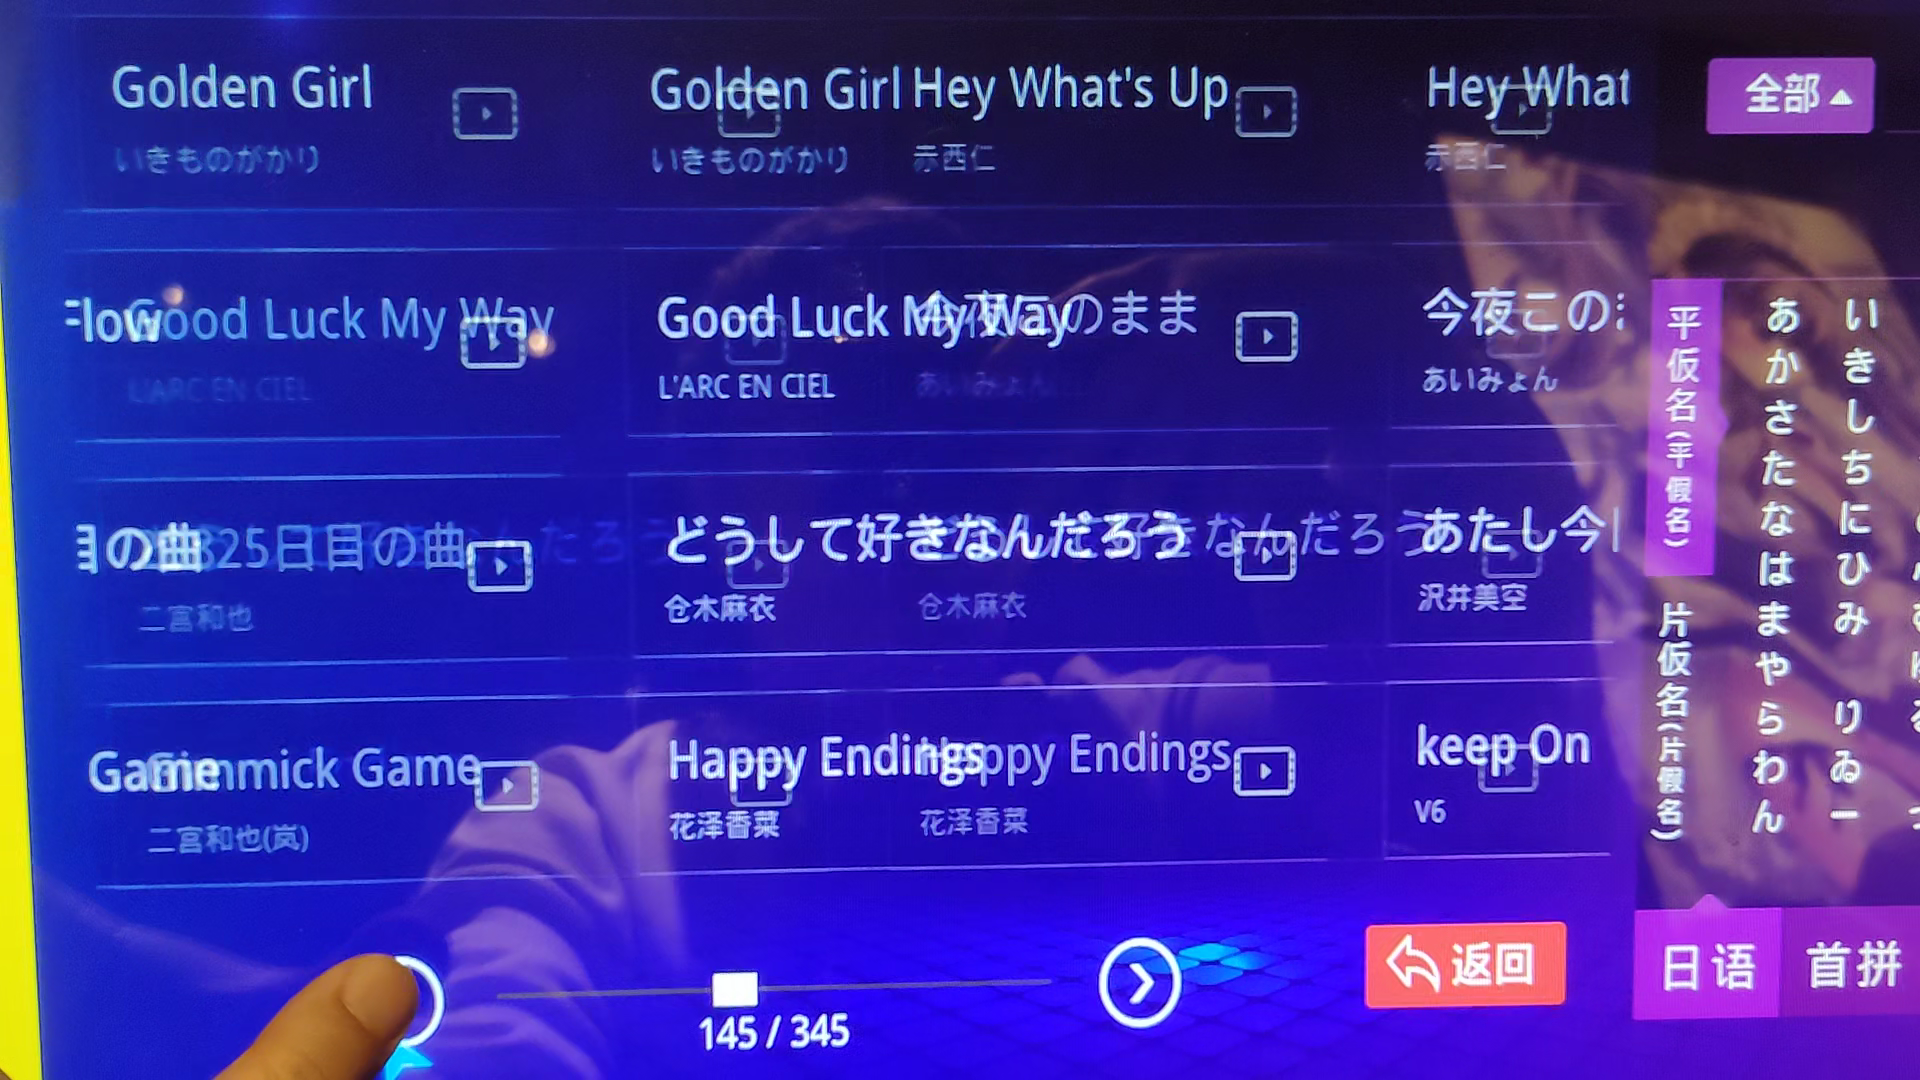 Golden Girl
いきものがかり
Golden Girl
いきものがかり
Hey What's Up
赤西仁
Hey What
赤西仁
全部
Flow
Good Luck My Way
L'ARC EN CIEL
Good Luck My Way
L'ARC EN CIEL
今夜このまま
あいみょん
今夜この
あいみょん
目の曲
825日目の曲
二宫和也
どうして好きなんだろう
仓木麻衣
どうして好きなんだろう
仓木麻衣
あたし今
沢井美空
Game
Gimmick Game
二宫和也(岚)
Happy Endings
花泽香菜
Happy Endings
花泽香菜
keep On
V6
平仮名(平假名)
片仮名(片假名)
あかさたなはまやらわん
いきしちにひみ りゐー
145 / 345
返回
日语
首拼